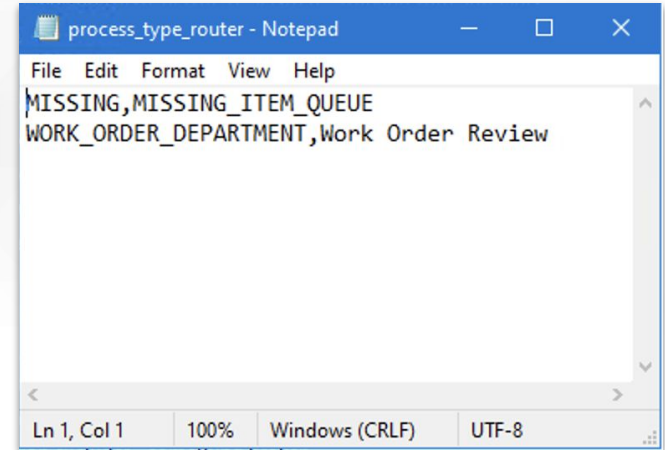 process_type_router - Notepad
File Edit Format View Help
MISSING,MISSING_ITEM_QUEUE
WORK_ORDER_DEPARTMENT,Work Order Review
Ln 1, Col 1 100% Windows (CRLF) UTF-8